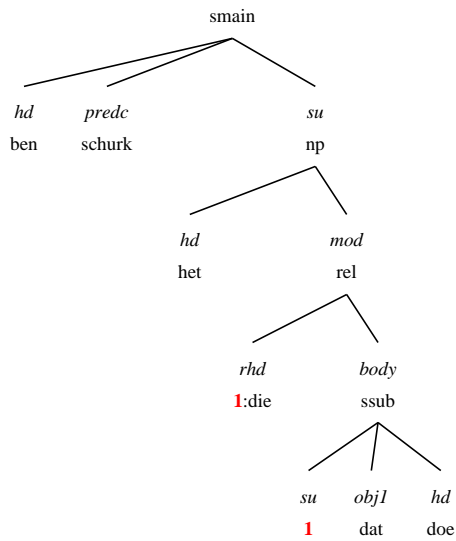 smain
hd predc su
ben schurk np
hd mod
het rel
rhd body
1:die ssub
su obj1 hd
1 dat doe